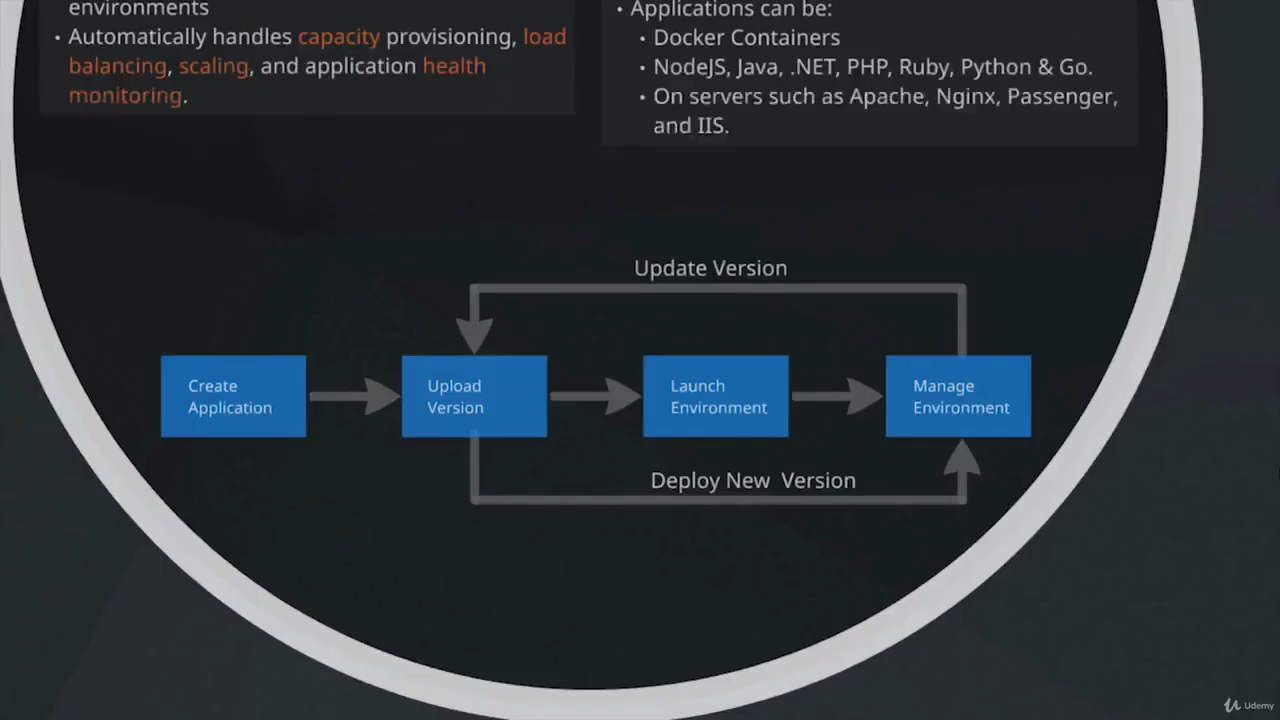 environments
• Automatically handles capacity provisioning, load
balancing, scaling, and application health
monitoring.
• Applications can be:
• Docker Containers
• NodeJS, Java, .NET, PHP, Ruby, Python & Go.
• On servers such as Apache, Nginx, Passenger,
and IIS.
Update Version
Create
Application
Upload
Version
Launch
Environment
Manage
Environment
Deploy New Version
Udemy